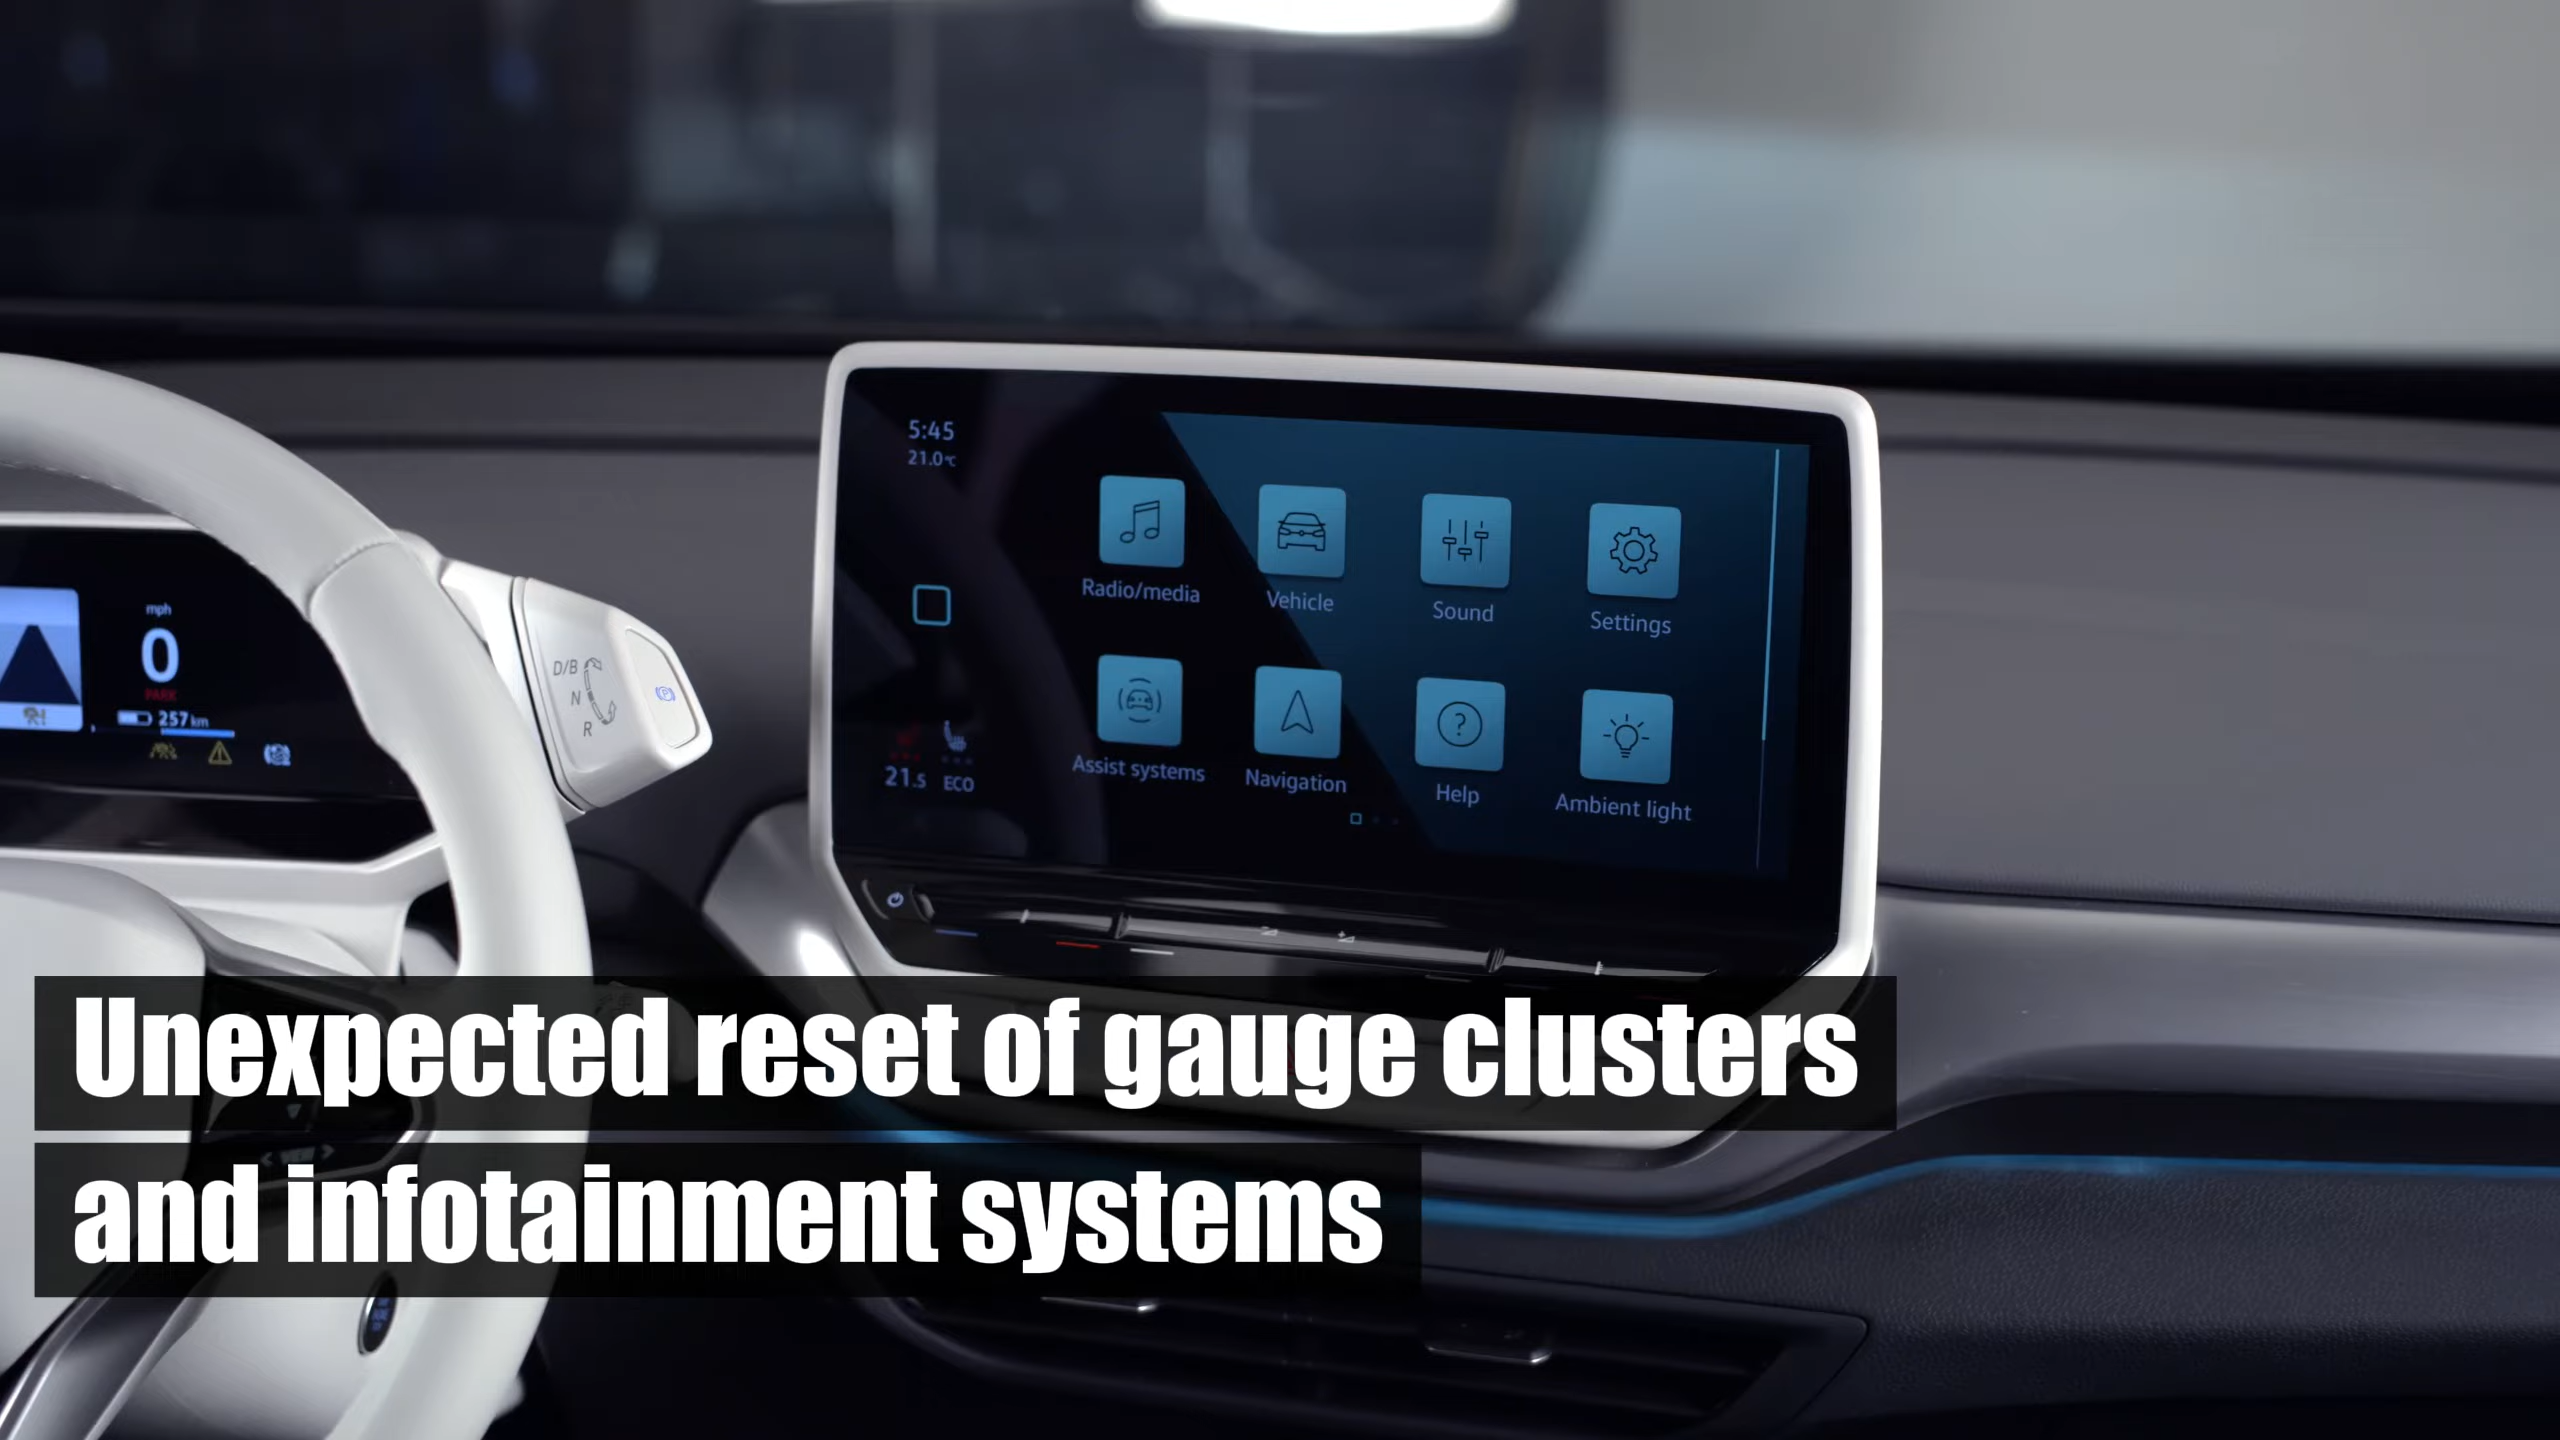 5:45
21.0°C
Radio/media
Vehicle
Sound
Settings
mph
0
PARK
257 km
D/B
N
R
P
Assist systems
Navigation
Help
Ambient light
21.5 ECO
Unexpected reset of gauge clusters
and infotainment systems
VIEW